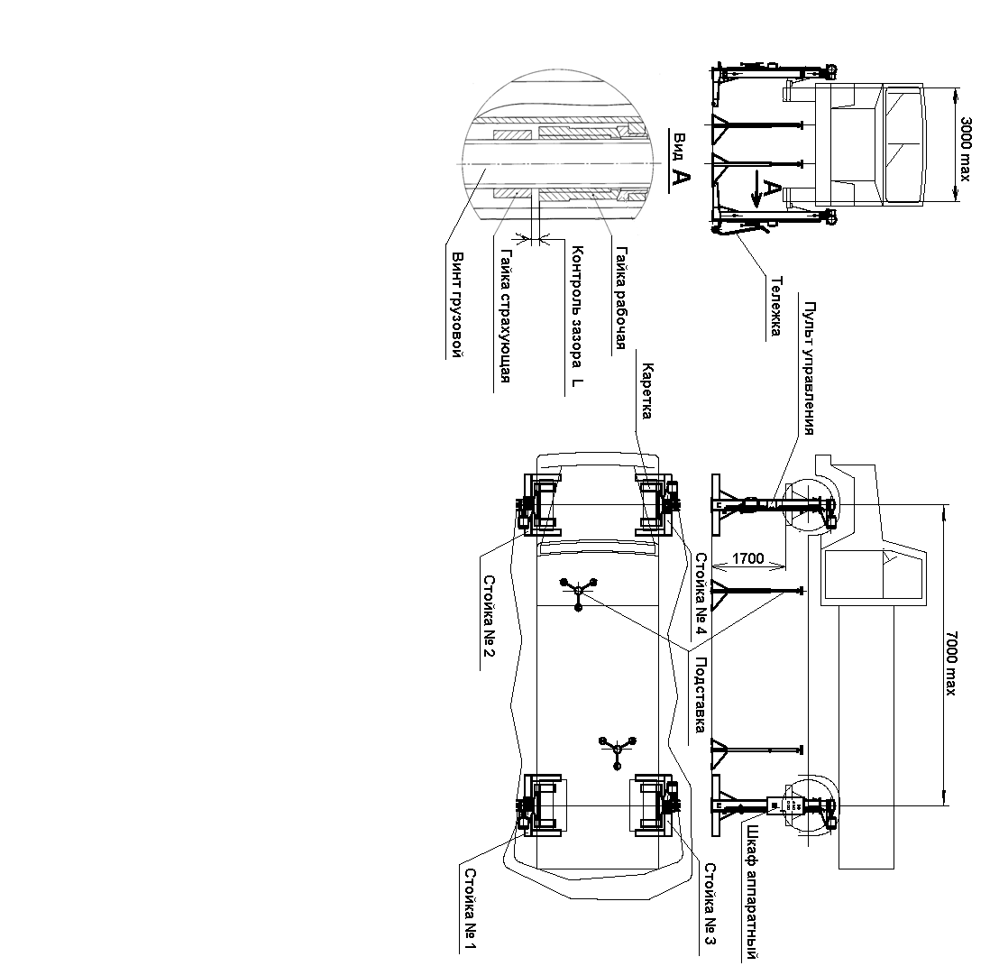 3000 max
А
Вид А
Тележка
Гайка рабочая
Контроль зазора L
Гайка страхующая
Винт грузовой
Пульт управления
Каретка
7000 max
1700
Стойка № 4
Стойка № 2
Подставка
Шкаф аппаратный
Стойка № 3
Стойка № 1